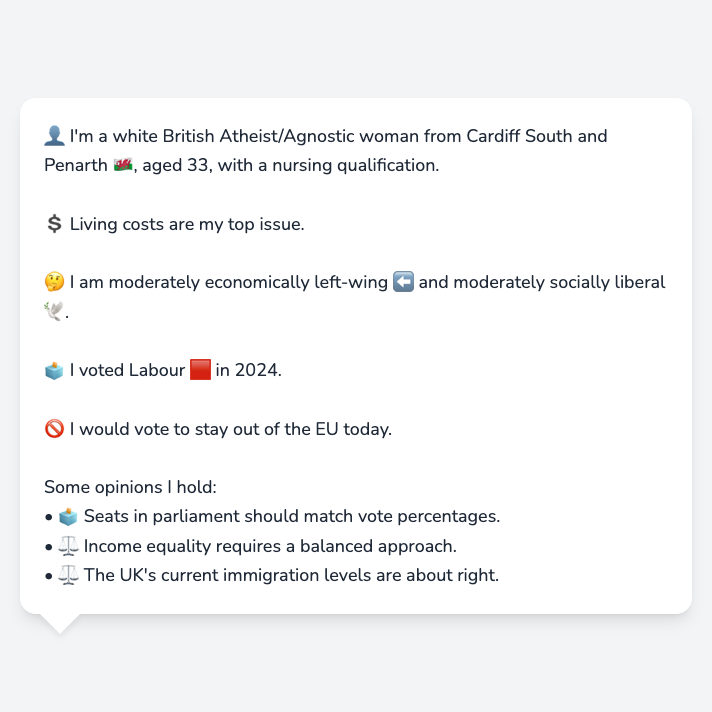 👤 I'm a white British Atheist/Agnostic woman from Cardiff South and
Penarth 🏴󠁧󠁢󠁷󠁬󠁳󠁿, aged 33, with a nursing qualification.
💲 Living costs are my top issue.
🤔 I am moderately economically left-wing ⬅️ and moderately socially liberal
🕊️.
🗳️ I voted Labour 🟥 in 2024.
🚫 I would vote to stay out of the EU today.
Some opinions I hold:
• 🗳️ Seats in parliament should match vote percentages.
• ⚖️ Income equality requires a balanced approach.
• ⚖️ The UK's current immigration levels are about right.